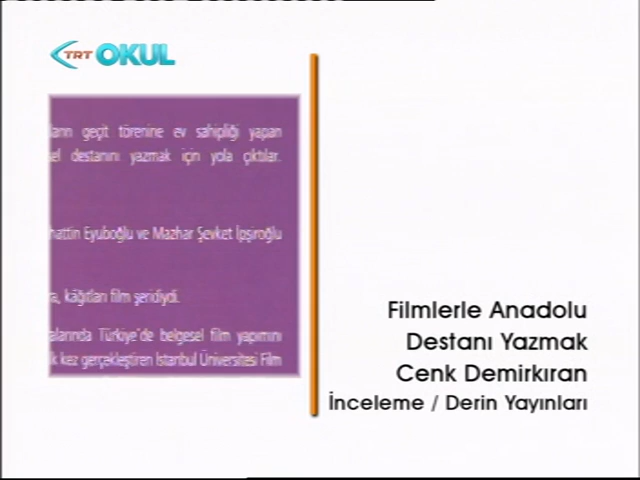 TRT OKUL
ların geçit törenine ev sahipliği yapan
el destanını yazmak için yola çıktılar.
hattin Eyuboğlu ve Mazhar Şevket İpşiroğlu
a, kâğıtları film şeridiydi.
alarında Türkiye'de belgesel film yapımını
k kez gerçekleştiren İstanbul Üniversitesi Film
Filmlerle Anadolu
Destanı Yazmak
Cenk Demirkıran
İnceleme / Derin Yayınları